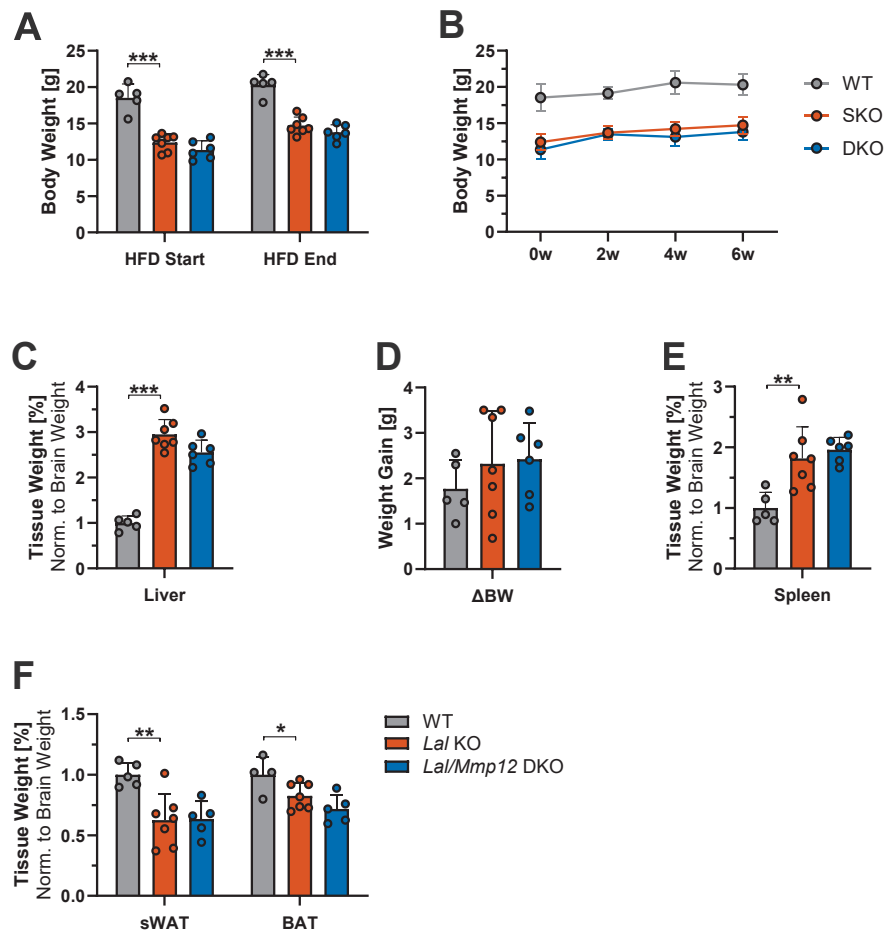 A
Body Weight [g]
25
20
15
10
5
0
***
***
HFD Start
HFD End
B
Body Weight [g]
25
20
15
10
5
0
0w
2w
4w
6w
WT
SKO
DKO
C
Tissue Weight [%]
Norm. to Brain Weight
4
3
2
1
0
***
Liver
D
Weight Gain [g]
4
3
2
1
0
ΔBW
E
Tissue Weight [%]
Norm. to Brain Weight
3
2
1
0
**
Spleen
F
Tissue Weight [%]
Norm. to Brain Weight
1.5
1.0
0.5
0.0
**
*
sWAT
BAT
WT
Lal KO
Lal/Mmp12 DKO